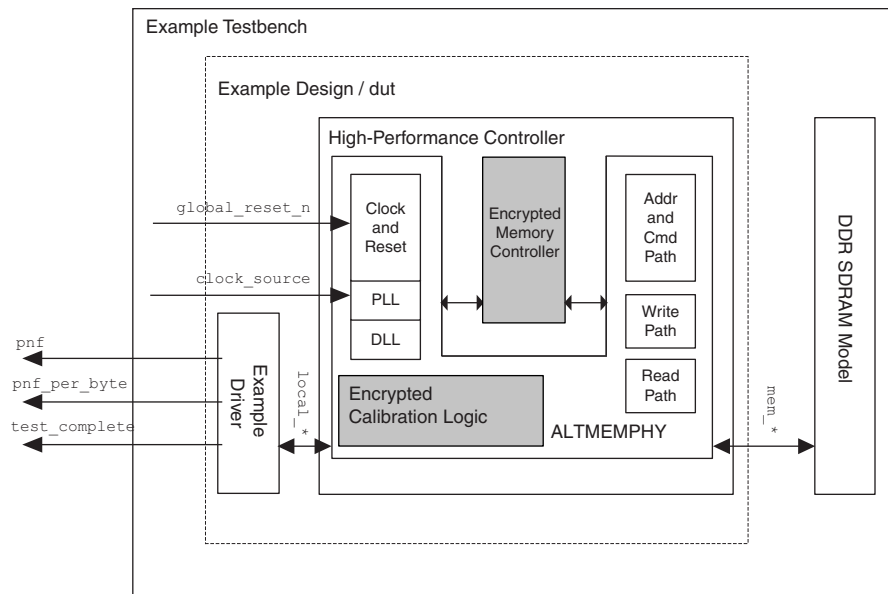 Example Testbench
Example Design / dut
High-Performance Controller
global_reset_n
Clock
and
Reset
Encrypted
Memory
Controller
Addr
and
Cmd
Path
clock_source
PLL
DLL
Write
Path
Read
Path
pnf
pnf_per_byte
test_complete
Example
Driver
local_*
Encrypted
Calibration Logic
ALTMEMPHY
mem_*
DDR SDRAM Model